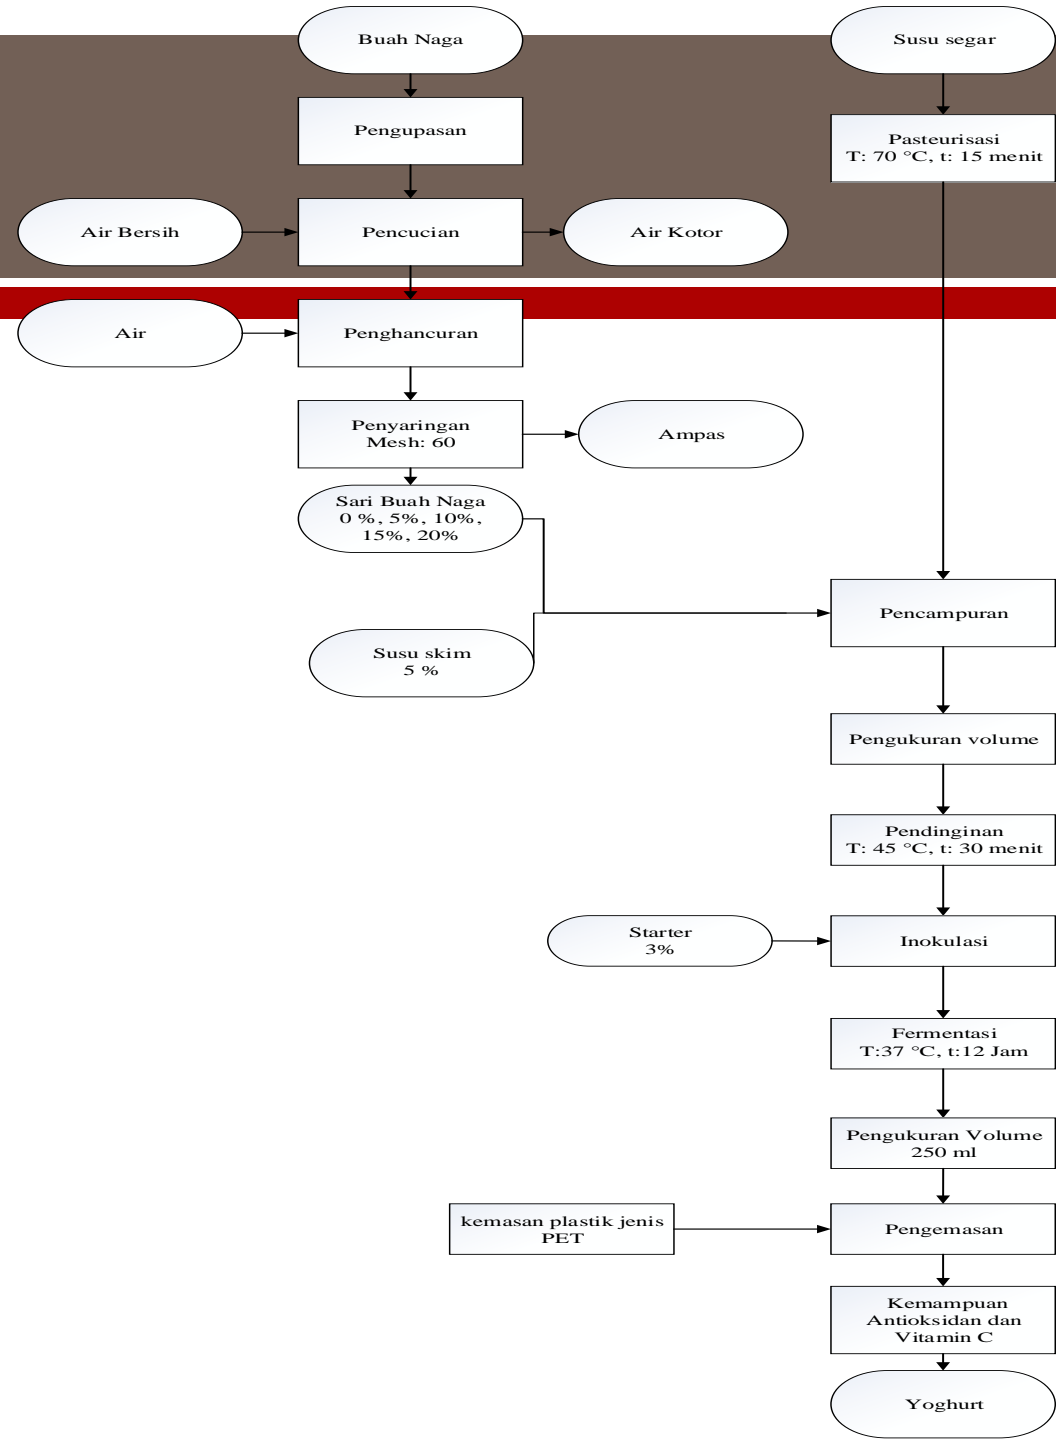 Buah Naga
Susu segar
Pengupasan
Pasteurisasi
T: 70 °C, t: 15 menit
Air Bersih
Pencucian
Air Kotor
Air
Penghancuran
Penyaringan
Mesh: 60
Ampas
Sari Buah Naga
0 %, 5%, 10%,
15%, 20%
Pencampuran
Susu skim
5 %
Pengukuran volume
Pendinginan
T: 45 °C, t: 30 menit
Starter
3%
Inokulasi
Fermentasi
T:37 °C, t:12 Jam
Pengukuran Volume
250 ml
kemasan plastik jenis
PET
Pengemasan
Kemampuan
Antioksidan dan
Vitamin C
Yoghurt